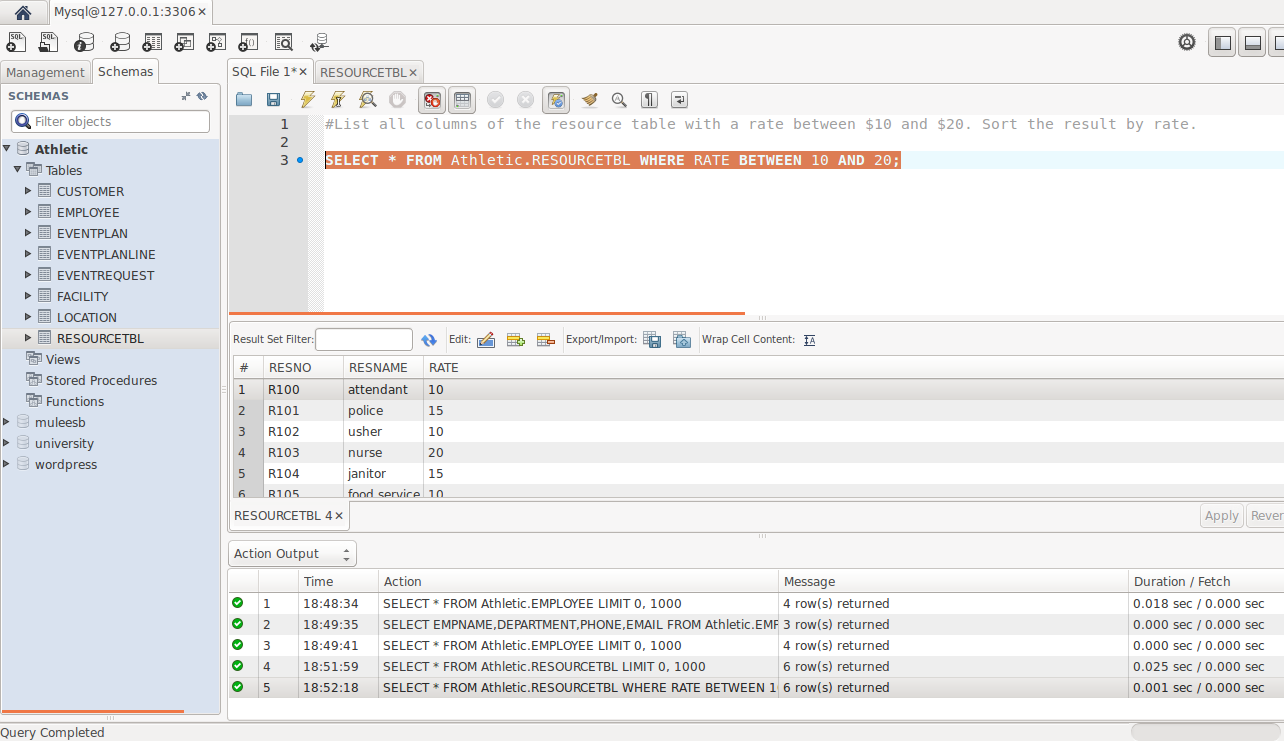 Mysql@127.0.0.1:3306 ×
Management Schemas
SQL File 1*× RESOURCETBL×
SCHEMAS
Filter objects
Athletic
Tables
CUSTOMER
EMPLOYEE
EVENTPLAN
EVENTPLANLINE
EVENTREQUEST
FACILITY
LOCATION
RESOURCETBL
Views
Stored Procedures
Functions
muleesb
university
wordpress
1 #List all columns of the resource table with a rate between $10 and $20. Sort the result by rate.
2
3 SELECT * FROM Athletic.RESOURCETBL WHERE RATE BETWEEN 10 AND 20;
Result Set Filter: Edit: Export/Import: Wrap Cell Content:
# RESNO RESNAME RATE
1 R100 attendant 10
2 R101 police 15
3 R102 usher 10
4 R103 nurse 20
5 R104 janitor 15
6 R105 food service 10
RESOURCETBL 4× Apply Rever
Action Output
Time Action Message Duration / Fetch
1 18:48:34 SELECT * FROM Athletic.EMPLOYEE LIMIT 0, 1000 4 row(s) returned 0.018 sec / 0.000 sec
2 18:49:35 SELECT EMPNAME,DEPARTMENT,PHONE,EMAIL FROM Athletic.EMP 3 row(s) returned 0.000 sec / 0.000 sec
3 18:49:41 SELECT * FROM Athletic.EMPLOYEE LIMIT 0, 1000 4 row(s) returned 0.000 sec / 0.000 sec
4 18:51:59 SELECT * FROM Athletic.RESOURCETBL LIMIT 0, 1000 6 row(s) returned 0.025 sec / 0.000 sec
5 18:52:18 SELECT * FROM Athletic.RESOURCETBL WHERE RATE BETWEEN 1 6 row(s) returned 0.001 sec / 0.000 sec
Query Completed